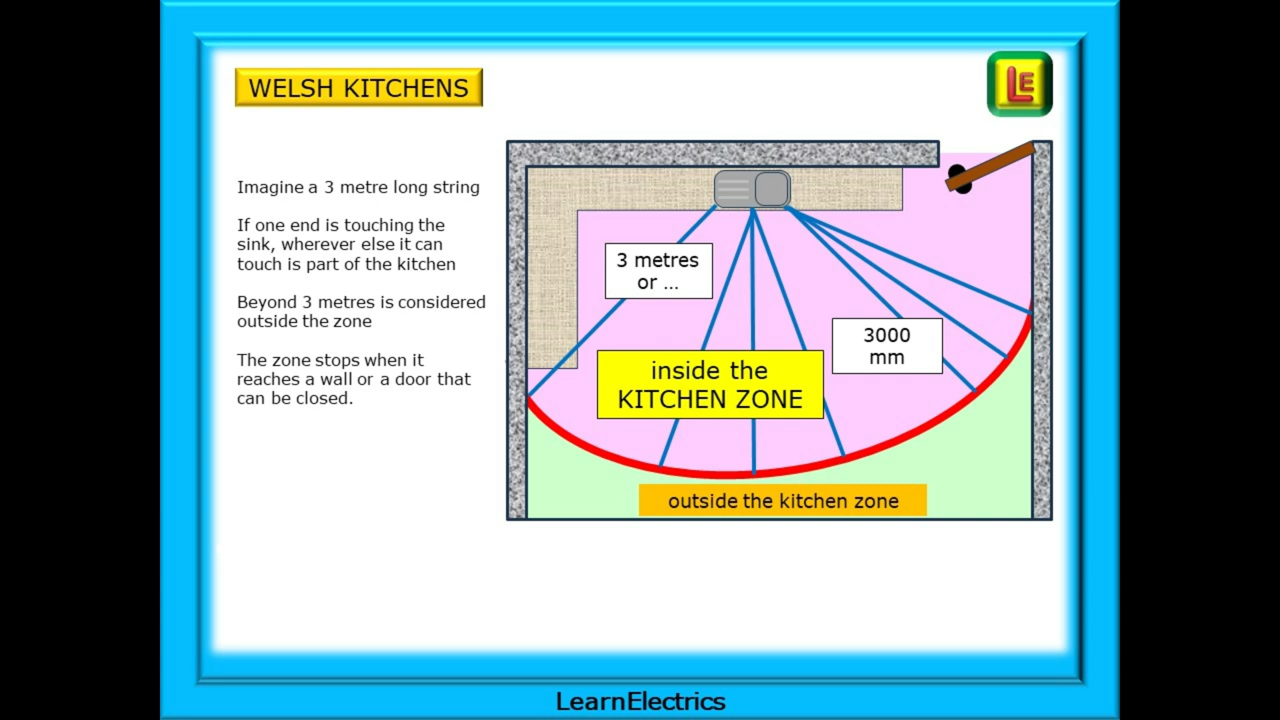 WELSH KITCHENS
LE
Imagine a 3 metre long string
If one end is touching the
sink, wherever else it can
touch is part of the kitchen
Beyond 3 metres is considered
outside the zone
The zone stops when it
reaches a wall or a door that
can be closed.
3 metres
or ...
3000
mm
inside the
KITCHEN ZONE
outside the kitchen zone
LearnElectrics